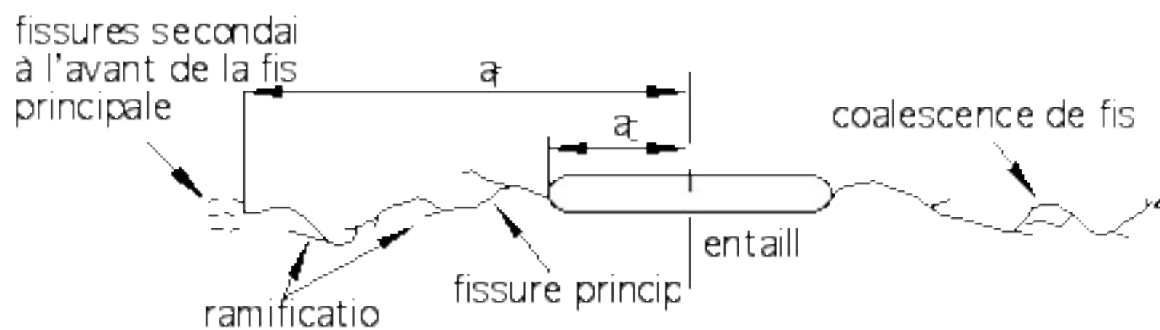 fissures secondai
à l'avant de la fis
principale
coalescence de fis
entaill
fissure princip
ramificatio